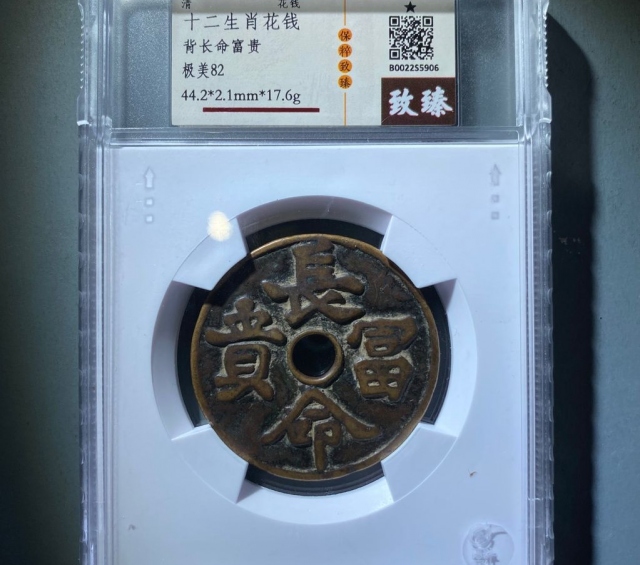 清 花钱
十二生肖花钱
背长命富贵
极美82
44.2*2.1mm*17.6g
保粹致臻
B00225S906
致臻
長
貴 富
命